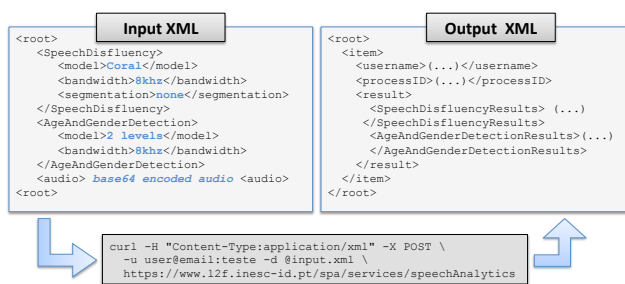 Input XML
<root>
<SpeechDisfluency>
<model>Coral</model>
<bandwidth>8khz</bandwidth>
<segmentation>none</segmentation>
</SpeechDisfluency>
<AgeAndGenderDetection>
<model>2 levels</model>
<bandwidth>8khz</bandwidth>
</AgeAndGenderDetection>
<audio> base64 encoded audio <audio>
<root>
Output XML
<root>
<item>
<username>(...)</username>
<processID>(...)</processID>
<result>
<SpeechDisfluencyResults> (...)
</SpeechDisfluencyResults>
<AgeAndGenderDetectionResults>(...)
</AgeAndGenderDetectionResults>
</result>
</item>
</root>
curl -H "Content-Type:application/xml" -X POST \
-u user@email:teste -d @input.xml \
https://www.l2f.inesc-id.pt/spa/services/speechAnalytics